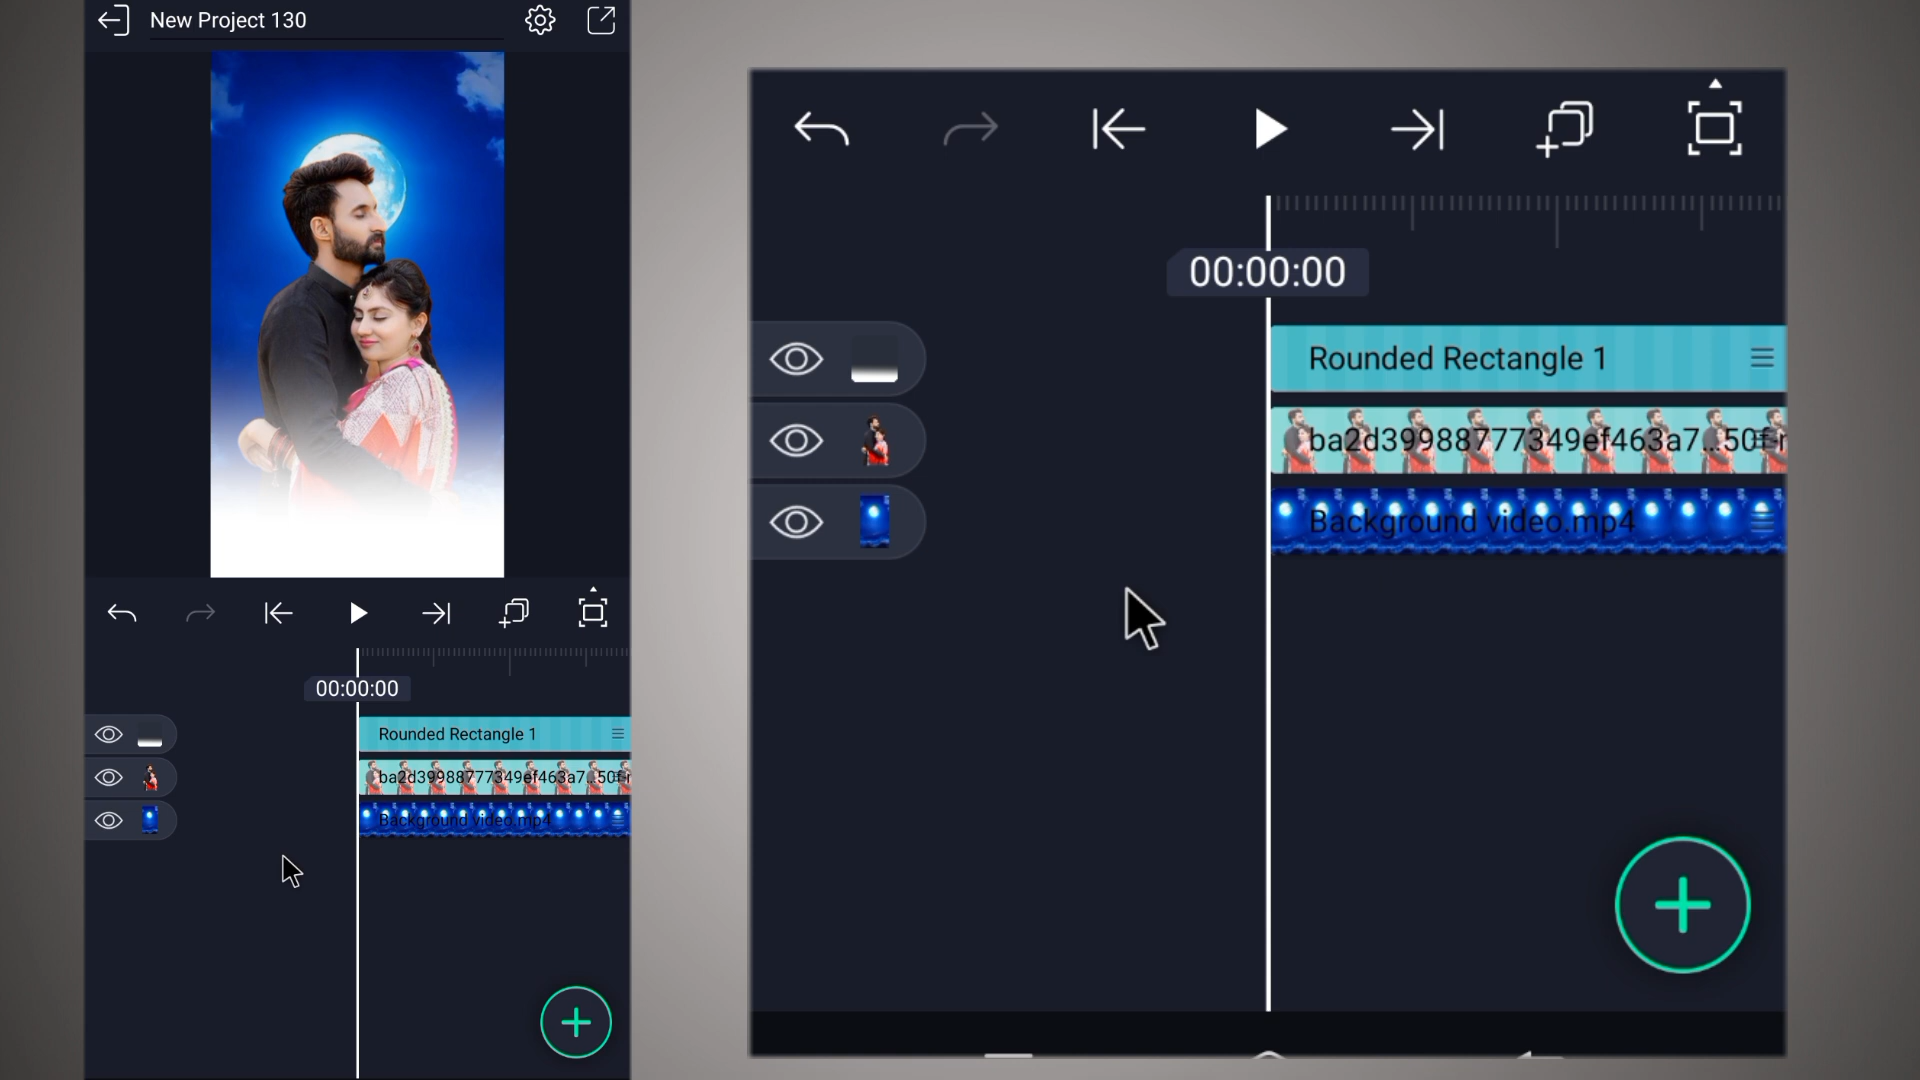 New Project 130
00:00:00
Rounded Rectangle 1
ba2d39988777349ef463a7...50f-r
Background video.mp4
00:00:00
Rounded Rectangle 1
ba2d39988777349ef463a7...50f-r
Background video.mp4